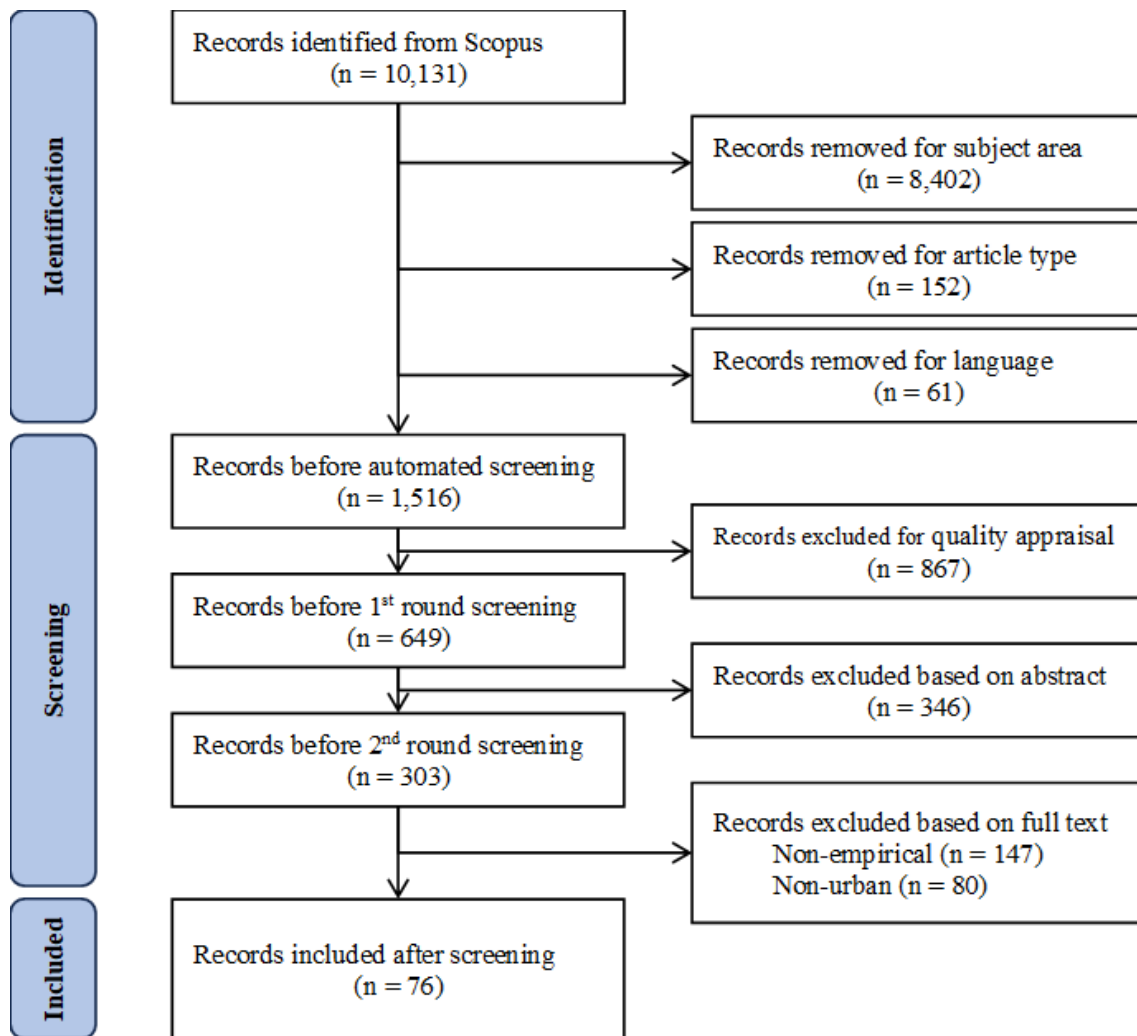 Identification
Records identified from Scopus
(n = 10,131)
Records removed for subject area
(n = 8,402)
Records removed for article type
(n = 152)
Records removed for language
(n = 61)
Screening
Records before automated screening
(n = 1,516)
Records excluded for quality appraisal
(n = 867)
Records before 1st round screening
(n = 649)
Records excluded based on abstract
(n = 346)
Records before 2nd round screening
(n = 303)
Records excluded based on full text
Non-empirical (n = 147)
Non-urban (n = 80)
Included
Records included after screening
(n = 76)